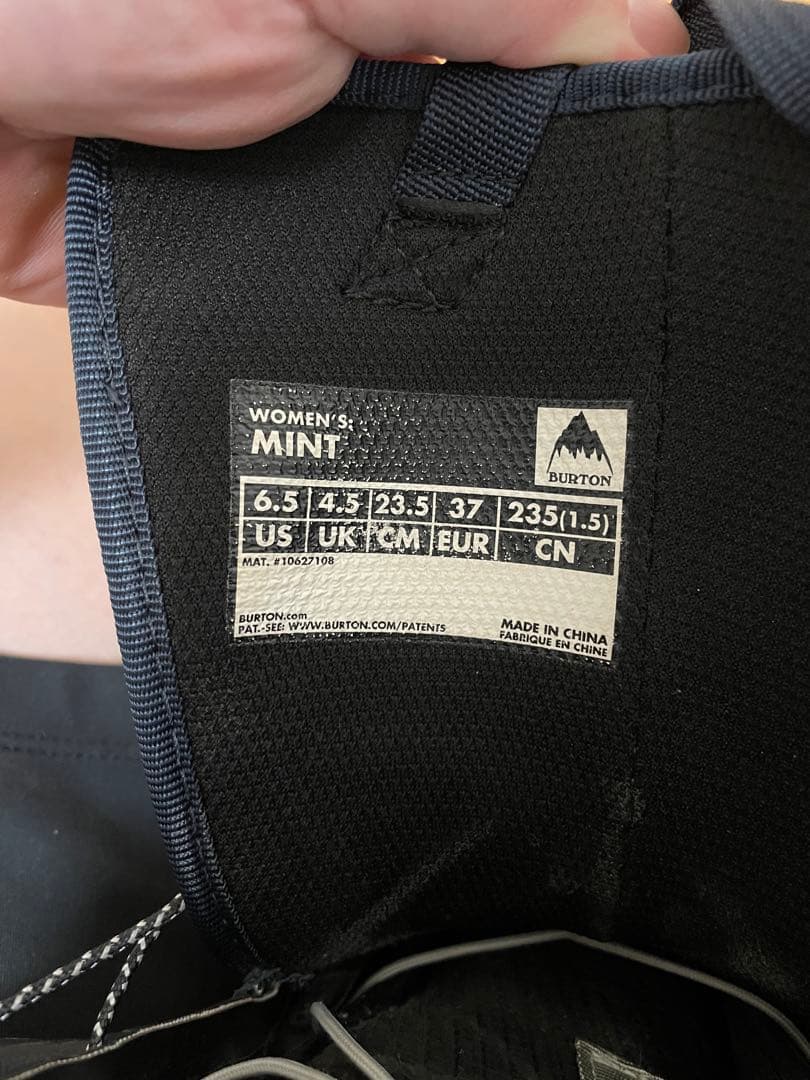 WOMEN'S:
MINT
BURTON
6.5 4.5 23.5 37 235(1.5)
US UK CM EUR CN
MAT. #10627108
BURTON.com
PAT.-SEE: WWW.BURTON.COM/PATENTS
MADE IN CHINA
FABRIQUE EN CHINE